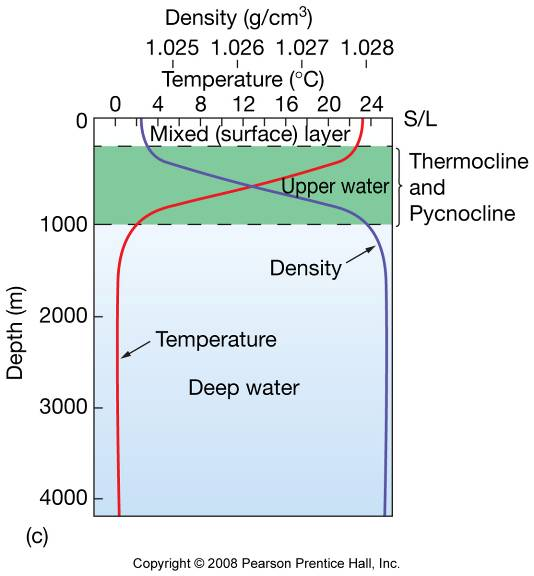 Density (g/cm³)
1.025 1.026 1.027 1.028
Temperature (°C)
0 4 8 12 16 20 24
0
S/L
Mixed (surface) layer
Upper water
Thermocline
and
Pycnocline
1000
Density
Depth (m)
2000
Temperature
Deep water
3000
4000
(c)
Copyright © 2008 Pearson Prentice Hall, Inc.